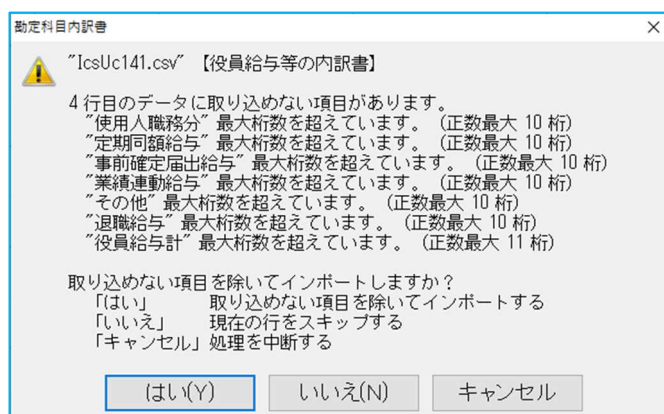 勘定科目内訳書
"IcsUc141.csv" 【役員給与等の内訳書】
4行目のデータに取り込めない項目があります。
"使用人職務分" 最大桁数を超えています。 (正数最大 10 桁)
"定期同額給与" 最大桁数を超えています。 (正数最大 10 桁)
"事前確定届出給与" 最大桁数を超えています。 (正数最大 10 桁)
"業績連動給与" 最大桁数を超えています。 (正数最大 10 桁)
"その他" 最大桁数を超えています。 (正数最大 10 桁)
"退職給与" 最大桁数を超えています。 (正数最大 10 桁)
"役員給与計" 最大桁数を超えています。 (正数最大 11 桁)
取り込めない項目を除いてインポートしますか?
「はい」 取り込めない項目を除いてインポートする
「いいえ」 現在の行をスキップする
「キャンセル」処理を中断する
はい(Y) いいえ(N) キャンセル